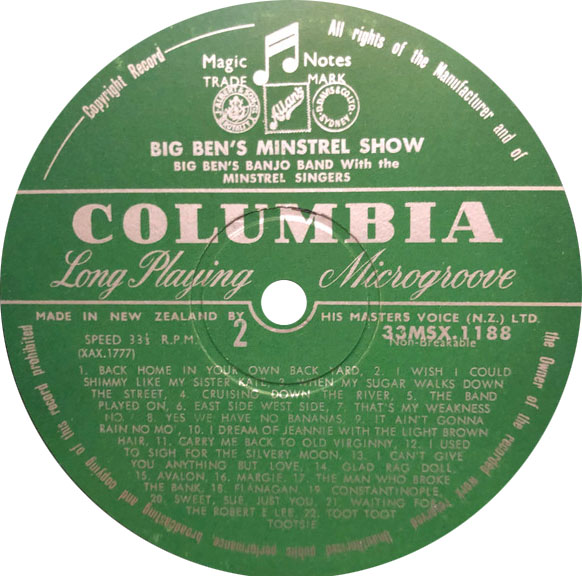 Copyright Record
All rights of the Manufacturer and of
Magic Notes
TRADE MARK
Allans
SYDNEY
BIG BEN'S MINSTREL SHOW
BIG BEN'S BANJO BAND With the
MINSTREL SINGERS
COLUMBIA
Long Playing Microgroove
MADE IN NEW ZEALAND BY HIS MASTERS VOICE (N.Z.) LTD.
SPEED 33⅓ R.P.M. 2 33MSX.1188
(XAX.1777) Non-Breakable
1. BACK HOME IN YOUR OWN BACK YARD, 2. I WISH I COULD
SHIMMY LIKE MY SISTER KATE, 3. WHEN MY SUGAR WALKS DOWN
THE STREET, 4. CRUISING DOWN THE RIVER, 5. THE BAND
PLAYED ON, 6. EAST SIDE WEST SIDE, 7. THAT'S MY WEAKNESS
NO. 8. YES WE HAVE NO BANANAS, 9. IT AIN'T GONNA
RAIN NO MO', 10. I DREAM OF JEANNIE WITH THE LIGHT BROWN
HAIR, 11. CARRY ME BACK TO OLD VIRGINNY, 12. I USED
TO SIGH FOR THE SILVERY MOON, 13. I CAN'T GIVE
YOU ANYTHING BUT LOVE, 14. GLAD RAG DOLL,
15. AVALON, 16. MARGIE, 17. THE MAN WHO BROKE
THE BANK, 18. FLANAGAN, 19. CONSTANTINOPLE,
20. SWEET, SUE, JUST YOU, 21. WAITING FOR
THE ROBERT E LEE, 22. TOOT TOOT
TOOTSIE
the Owner of the recorded work reserved
Unauthorised public performance, broadcasting and copying of this record prohibited